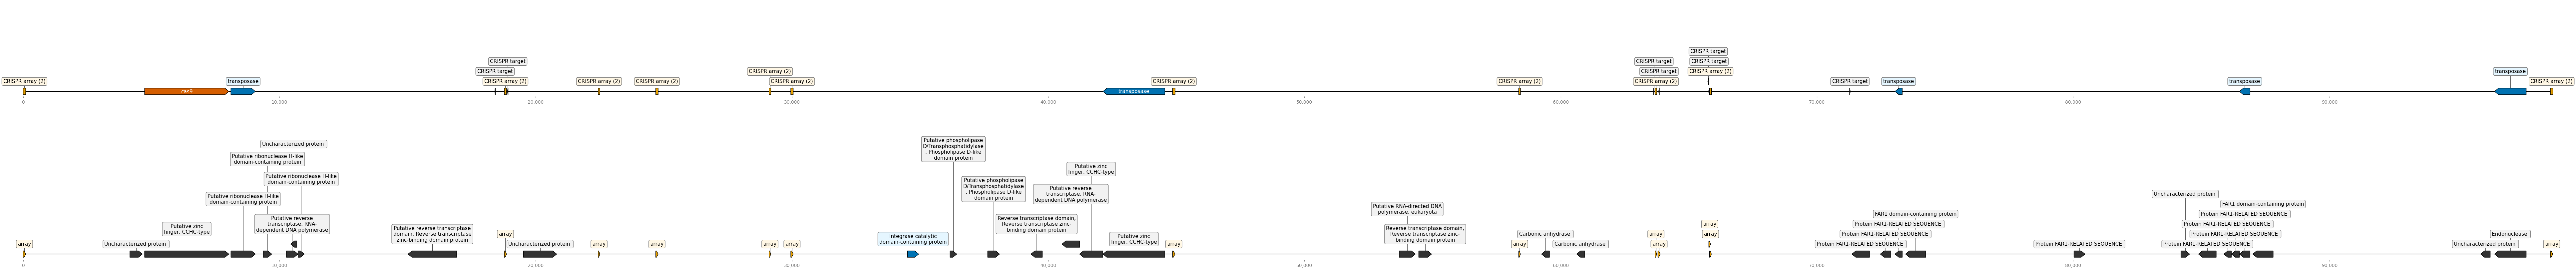 CRISPR target
CRISPR target
CRISPR target
CRISPR target
CRISPR array (2)
CRISPR target
CRISPR target
CRISPR array (2)
CRISPR array (2)
transposase
CRISPR array (2)
CRISPR array (2)
CRISPR array (2)
CRISPR array (2)
CRISPR array (2)
CRISPR array (2)
CRISPR array (2)
CRISPR target
transposase
transposase
transposase
CRISPR array (2)
cas9
transposase
0
10,000
20,000
30,000
40,000
50,000
60,000
70,000
80,000
90,000
Uncharacterized protein
Putative ribonuclease H-like
domain-containing protein
Putative ribonuclease H-like
domain-containing protein
Putative ribonuclease H-like
domain-containing protein
Putative reverse
transcriptase, RNA-
dependent DNA polymerase
Putative zinc
finger, CCHC-type
array
Uncharacterized protein
Putative reverse transcriptase
domain, Reverse transcriptase
zinc-binding domain protein
array
Uncharacterized protein
array
array
array
array
Integrase catalytic
domain-containing protein
Putative phospholipase
D/Transphosphatidylase
, Phospholipase D-like
domain protein
Putative phospholipase
D/Transphosphatidylase
, Phospholipase D-like
domain protein
Reverse transcriptase domain,
Reverse transcriptase zinc-
binding domain protein
Putative reverse
transcriptase, RNA-
dependent DNA polymerase
Putative zinc
finger, CCHC-type
Putative zinc
finger, CCHC-type
array
Putative RNA-directed DNA
polymerase, eukaryota
Reverse transcriptase domain,
Reverse transcriptase zinc-
binding domain protein
array
Carbonic anhydrase
Carbonic anhydrase
array
array
array
array
FAR1 domain-containing protein
Protein FAR1-RELATED SEQUENCE
Protein FAR1-RELATED SEQUENCE
Protein FAR1-RELATED SEQUENCE
Protein FAR1-RELATED SEQUENCE
Uncharacterized protein
FAR1 domain-containing protein
Protein FAR1-RELATED SEQUENCE
Protein FAR1-RELATED SEQUENCE
Protein FAR1-RELATED SEQUENCE
Protein FAR1-RELATED SEQUENCE
Endonuclease
Uncharacterized protein
array
0
10,000
20,000
30,000
40,000
50,000
60,000
70,000
80,000
90,000